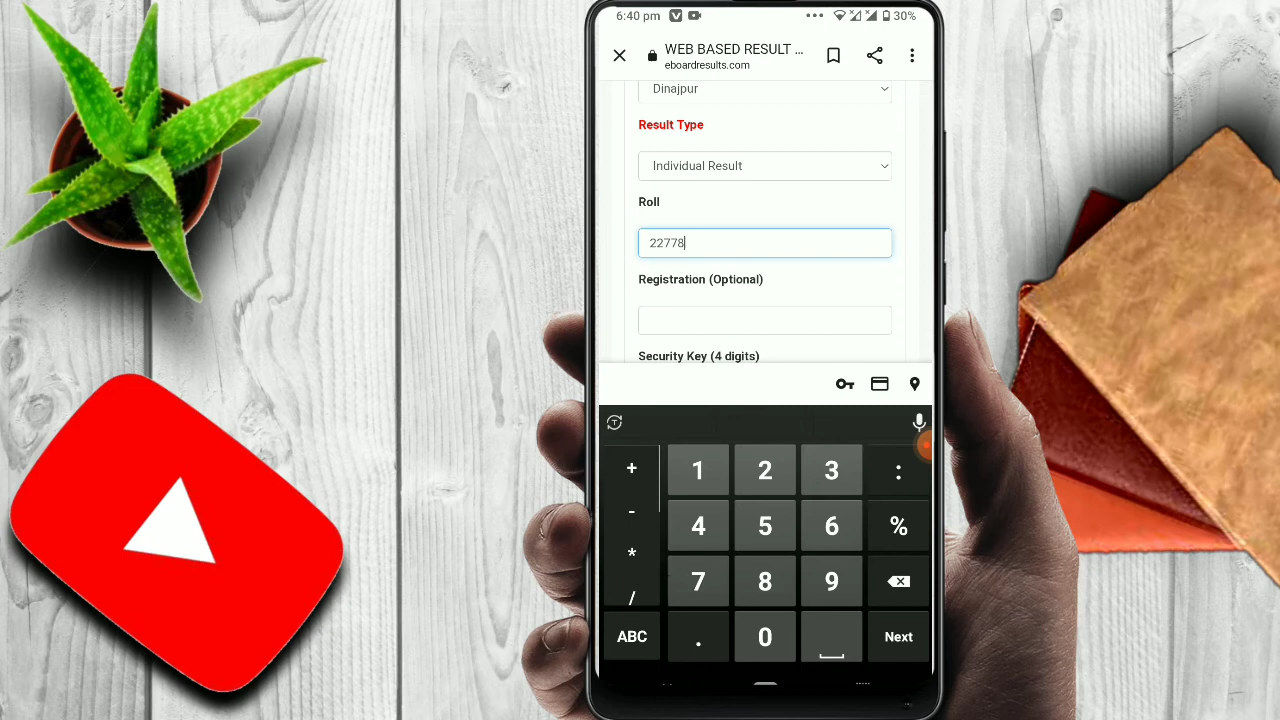 6:40 pm
30%
WEB BASED RESULT ...
eboardresults.com
Dinajpur
Result Type
Individual Result
Roll
22778
Registration (Optional)
Security Key (4 digits)
+ 1 2 3 :
- 4 5 6 %
* 7 8 9
/
ABC . 0 Next